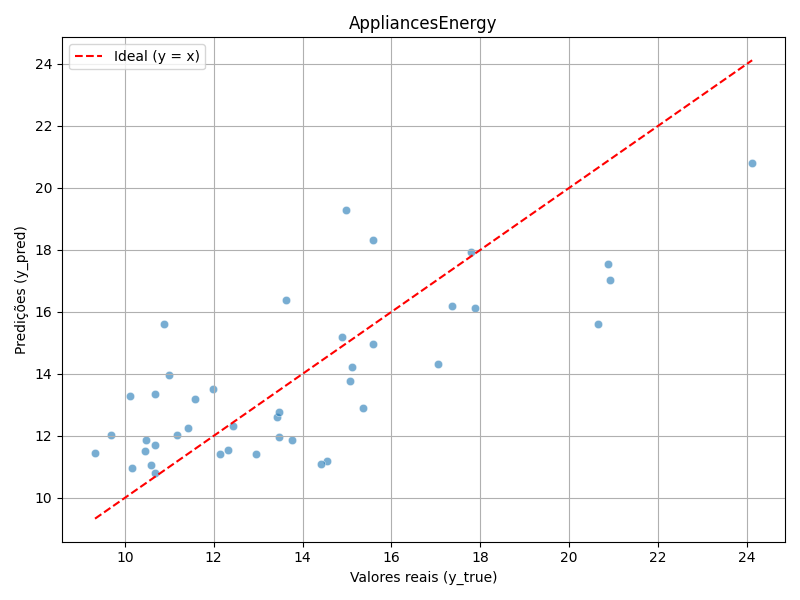 AppliancesEnergy
Ideal (y = x)
24
22
20
18
16
14
12
10
Predições (y_pred)
10 12 14 16 18 20 22 24
Valores reais (y_true)